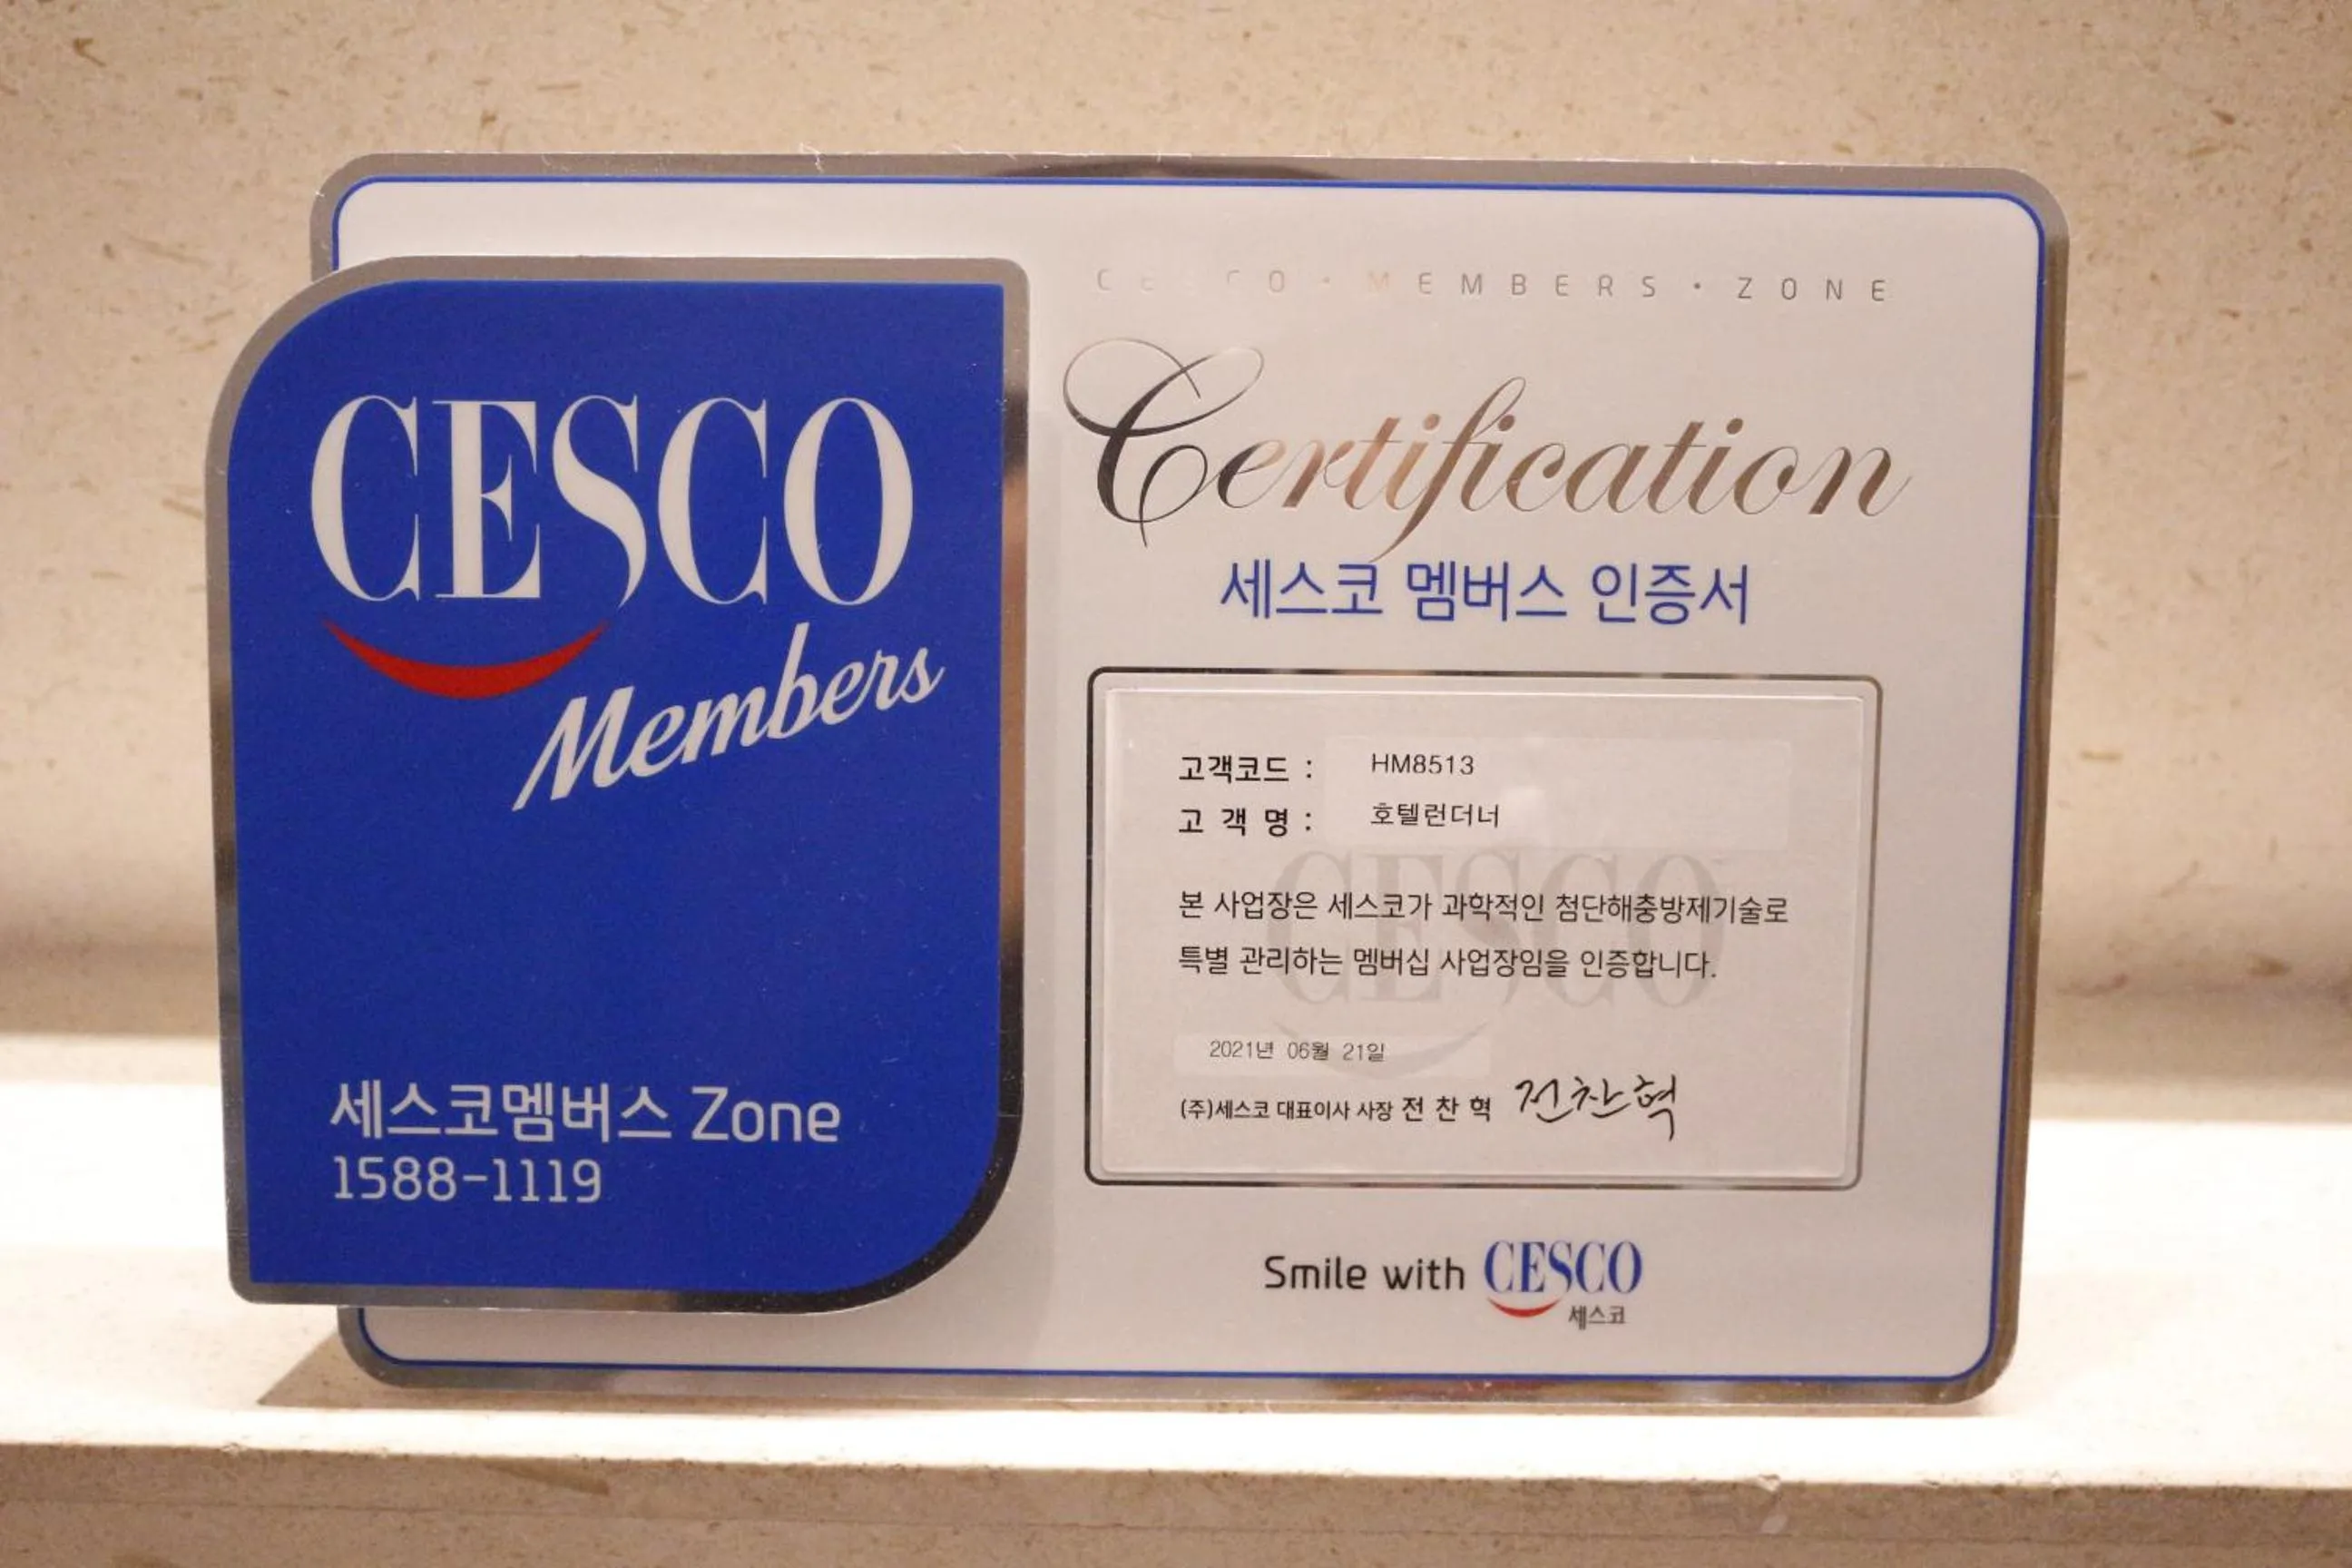 CESCO
Members
세스코멤버스 Zone
1588-1119
CESCO·MEMBERS·ZONE
Certification
세스코 멤버스 인증서
고객코드 : HM8513
고 객 명 : 호텔런더너
본 사업장은 세스코가 과학적인 첨단해충방제기술로
특별 관리하는 멤버십 사업장임을 인증합니다.
CESCO
2021년 06월 21일
(주)세스코 대표이사 사장 전 찬 혁 전찬혁
Smile with CESCO
세스코